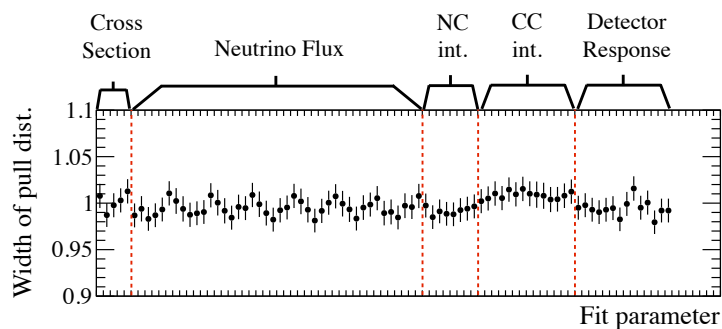 Cross
Section
Neutrino Flux
NC
int.
CC
int.
Detector
Response
Width of pull dist.
1.1
1.05
1
0.95
0.9
Fit parameter